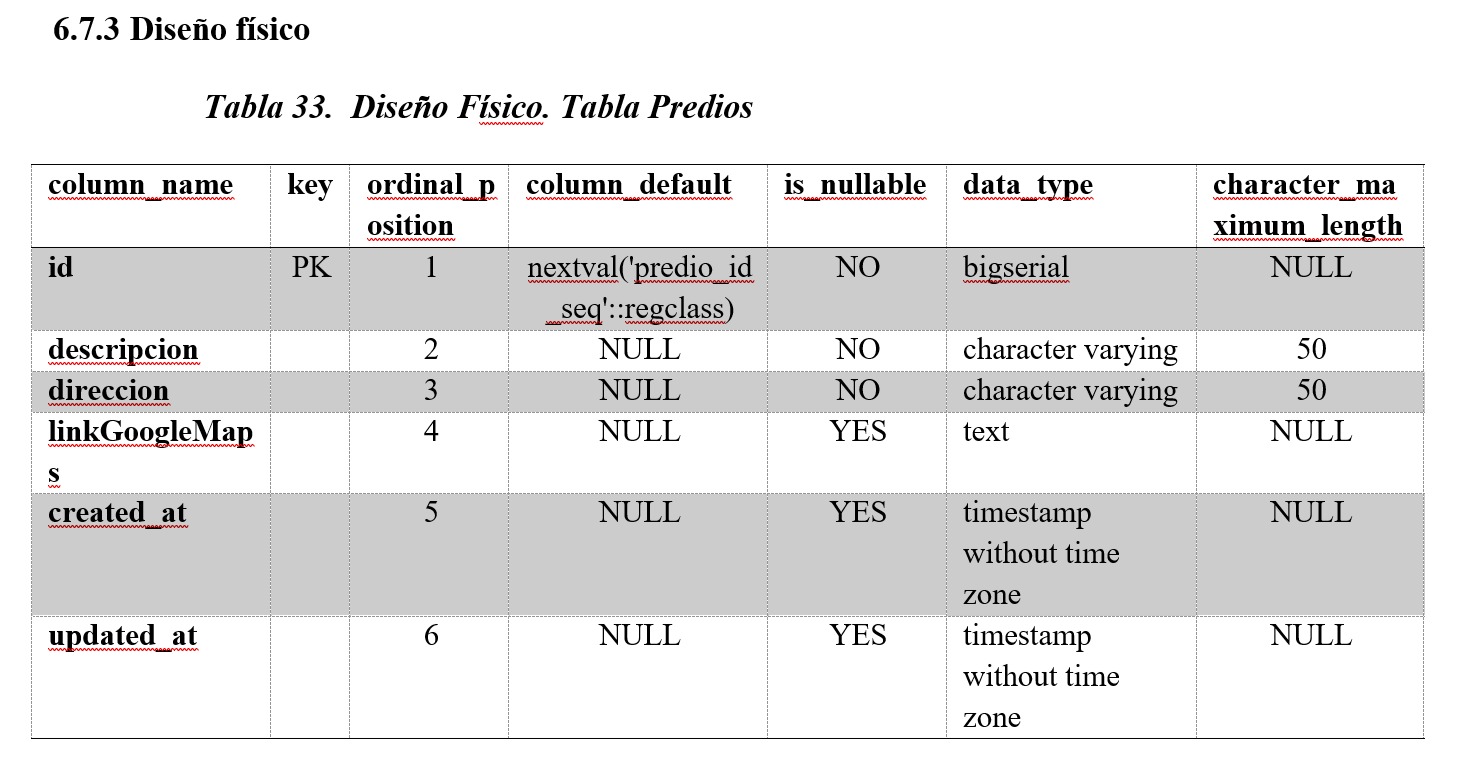 6.7.3 Diseño físico
Tabla 33. Diseño Físico. Tabla Predios
column_name key ordinal_p column_default is_nullable data_type character_ma
osition ximum_length
id PK 1 nextval('predio_id NO bigserial NULL
_seq'::regclass)
descripcion 2 NULL NO character varying 50
direccion 3 NULL NO character varying 50
linkGoogleMap 4 NULL YES text NULL
s
created_at 5 NULL YES timestamp NULL
without time
zone
updated_at 6 NULL YES timestamp NULL
without time
zone